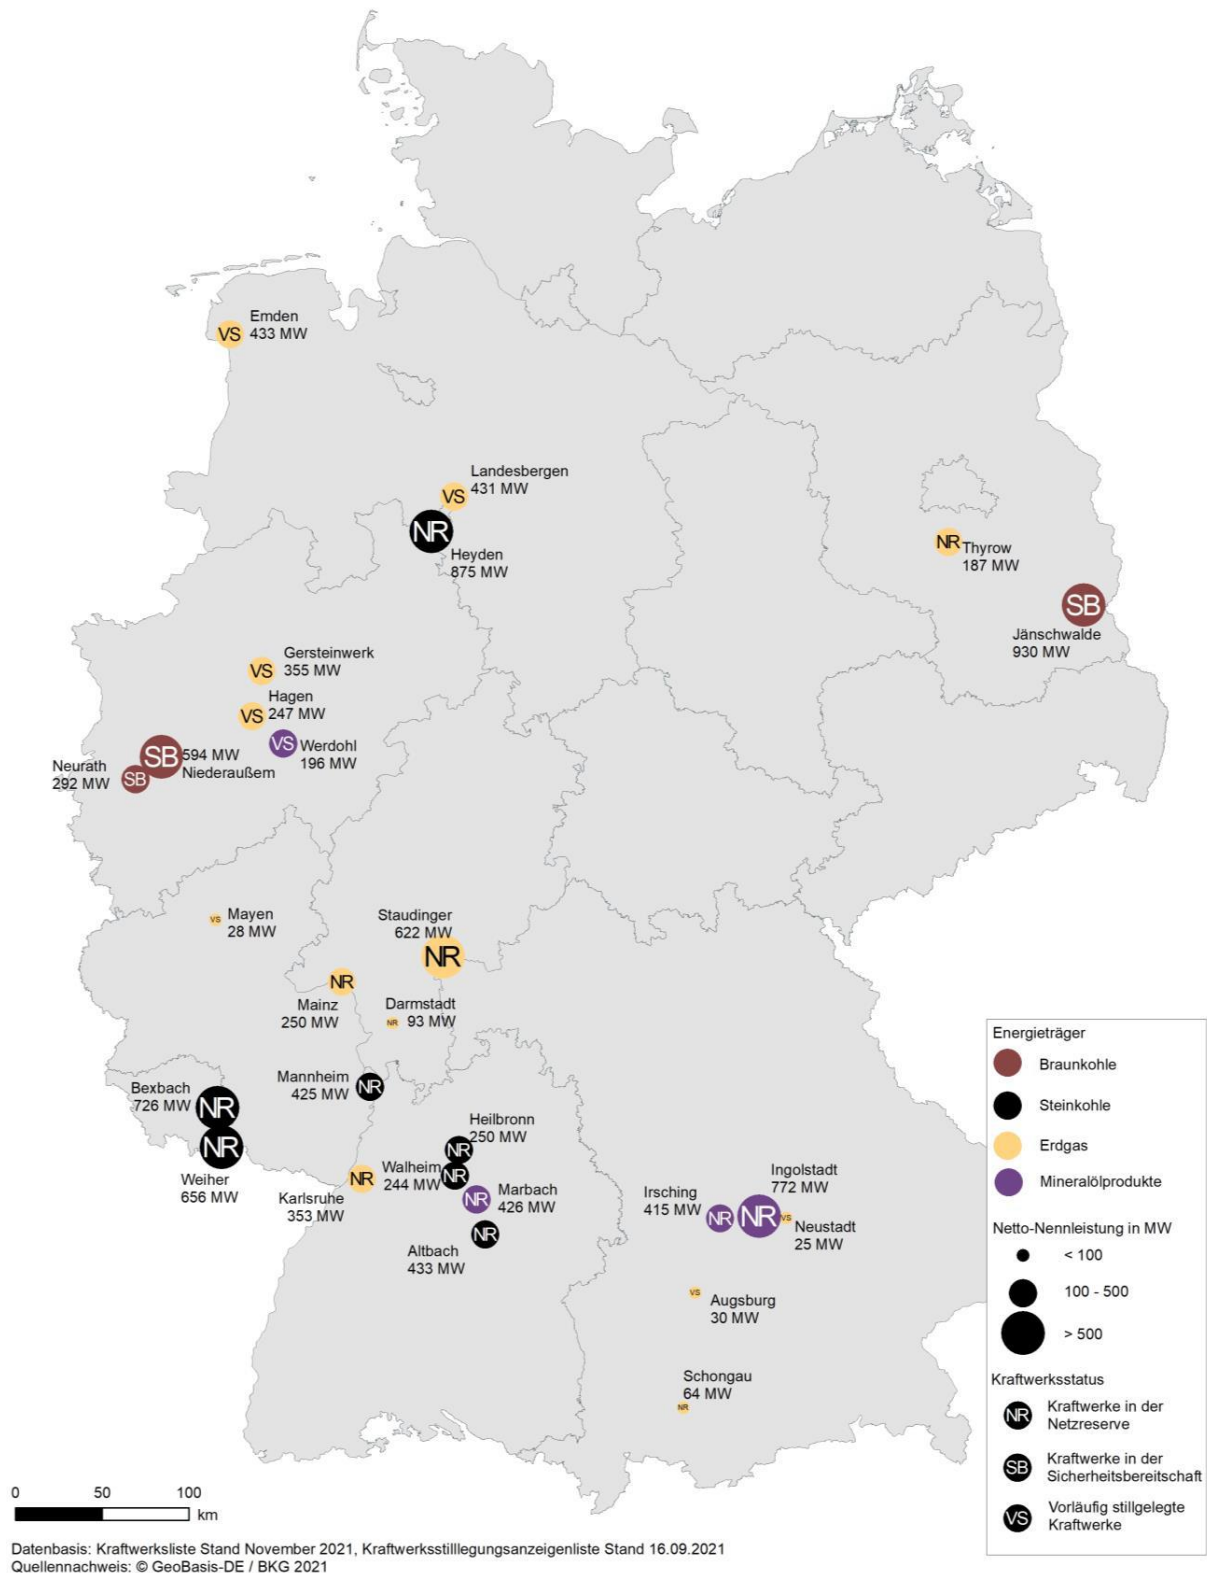 Emden
VS 433 MW
Landesbergen
VS 431 MW
NR
Heyden
875 MW
NR Thyrow
187 MW
SB
Jänschwalde
930 MW
Gersteinwerk
VS 355 MW
Hagen
VS 247 MW
VS Werdohl
196 MW
SB 594 MW
Niederaußem
Neurath
292 MW SB
VS Mayen
28 MW
Staudinger
622 MW
NR
NR
Mainz
250 MW
Darmstadt
NR 93 MW
Mannheim
425 MW NR
Bexbach
726 MW NR
NR
Weiher
656 MW
Heilbronn
250 MW
NR
Walheim
244 MW NR
NR
Karlsruhe
353 MW
NR Marbach
426 MW
Altbach NR
433 MW
Ingolstadt
772 MW
Irsching
415 MW NR
NR
VS Neustadt
25 MW
VS
Augsburg
30 MW
Schongau
64 MW
NR
Energieträger
Braunkohle
Steinkohle
Erdgas
Mineralölprodukte
Netto-Nennleistung in MW
< 100
100 - 500
> 500
Kraftwerksstatus
NR Kraftwerke in der
Netzreserve
SB Kraftwerke in der
Sicherheitsbereitschaft
VS Vorläufig stillgelegte
Kraftwerke
0 50 100
km
Datenbasis: Kraftwerksliste Stand November 2021, Kraftwerksstilllegungsanzeigenliste Stand 16.09.2021
Quellennachweis: © GeoBasis-DE / BKG 2021